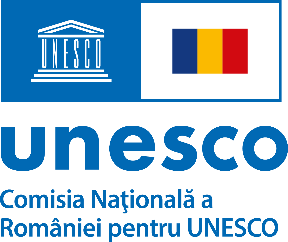 UNESCO
unesco
Comisia Naţională a
României pentru UNESCO